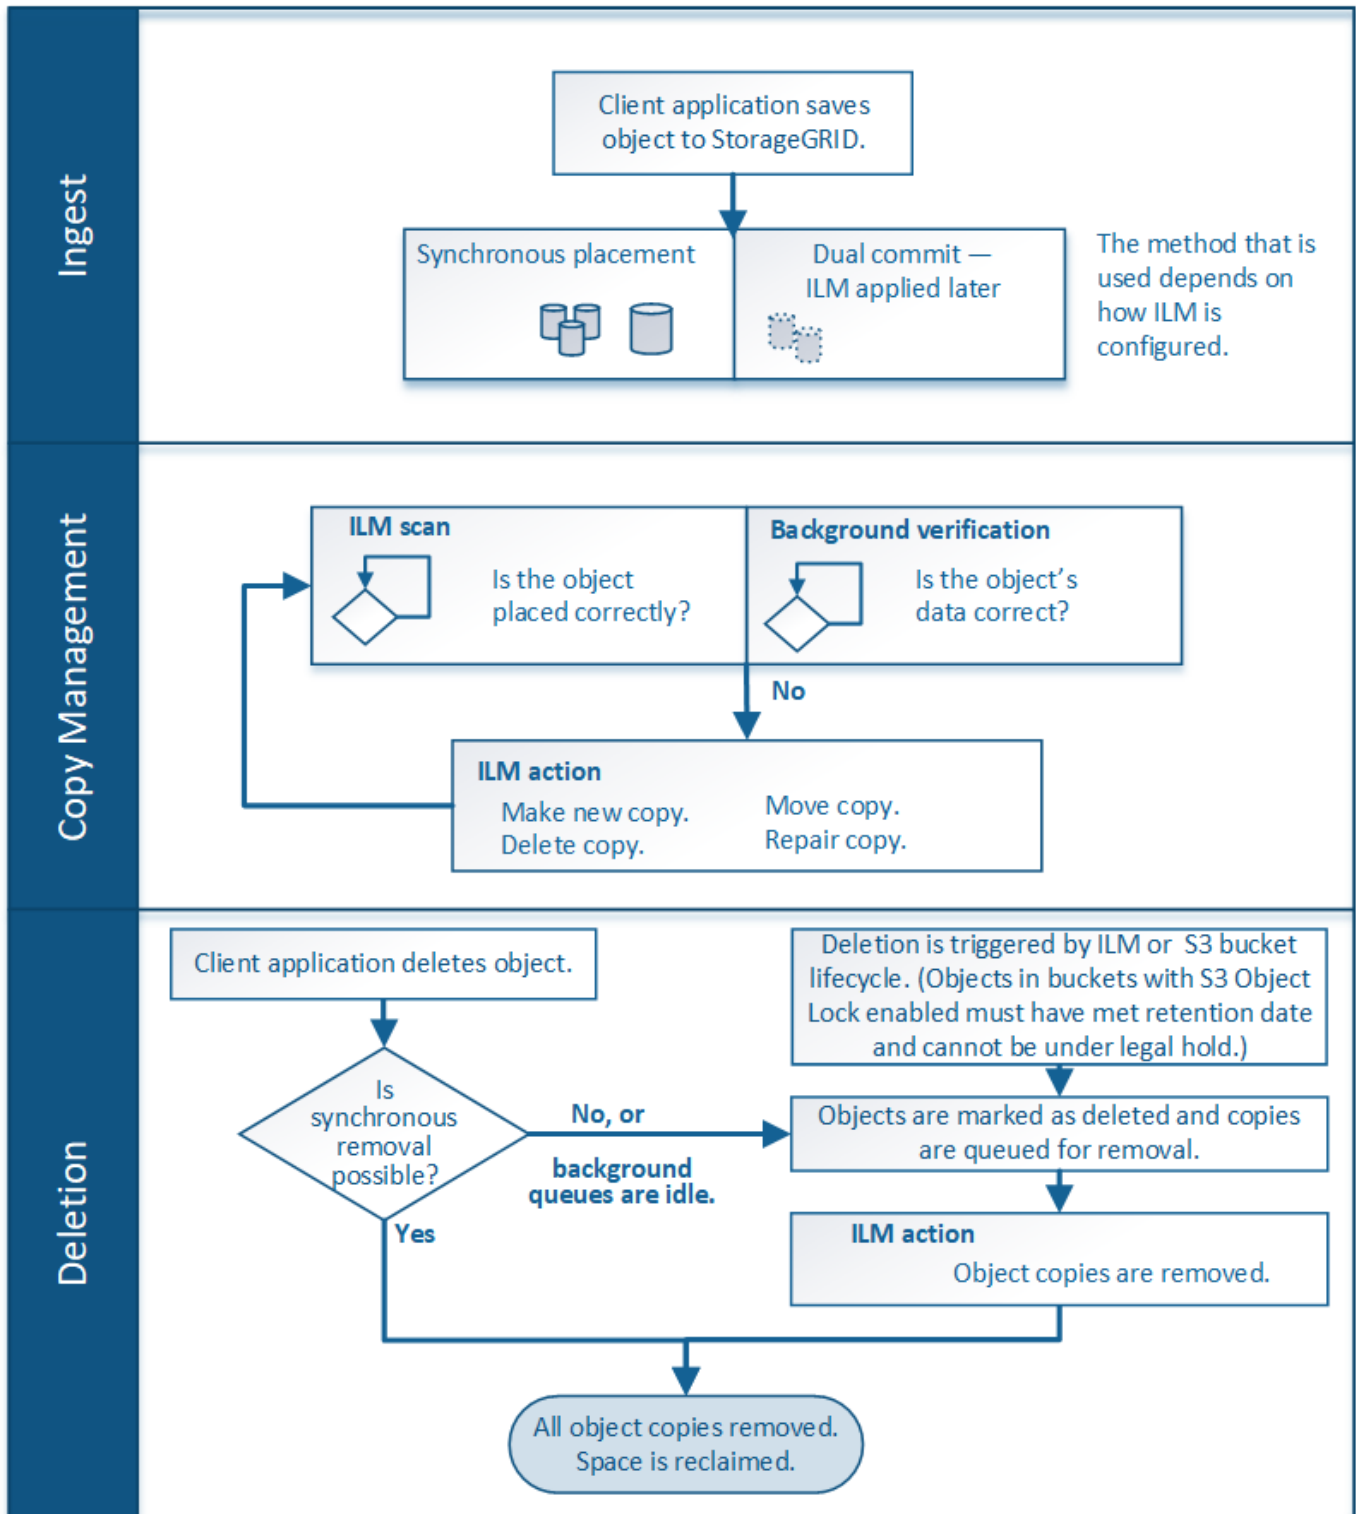 Ingest
Client application saves
object to StorageGRID.
Synchronous placement
Dual commit —
ILM applied later
The method that is
used depends on
how ILM is
configured.
Copy Management
ILM scan
Is the object
placed correctly?
Background verification
Is the object’s
data correct?
No
ILM action
Make new copy.
Delete copy.
Move copy.
Repair copy.
Deletion
Client application deletes object.
Is
synchronous
removal
possible?
No, or
background
queues are idle.
Yes
Deletion is triggered by ILM or S3 bucket
lifecycle. (Objects in buckets with S3 Object
Lock enabled must have met retention date
and cannot be under legal hold.)
Objects are marked as deleted and copies
are queued for removal.
ILM action
Object copies are removed.
All object copies removed.
Space is reclaimed.